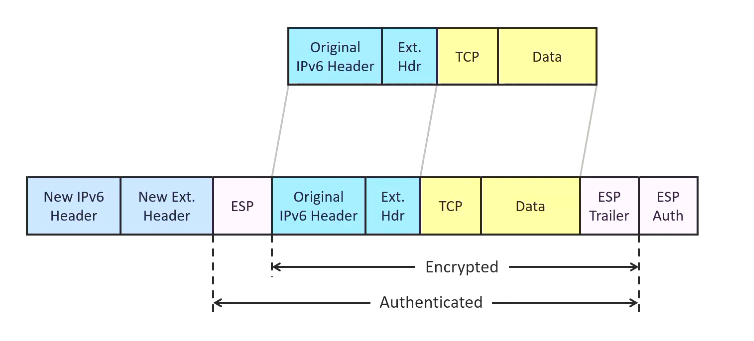 Original
IPv6 Header
Ext.
Hdr
TCP
Data
New IPv6
Header
New Ext.
Header
ESP
Original
IPv6 Header
Ext.
Hdr
TCP
Data
ESP
Trailer
ESP
Auth
Encrypted
Authenticated